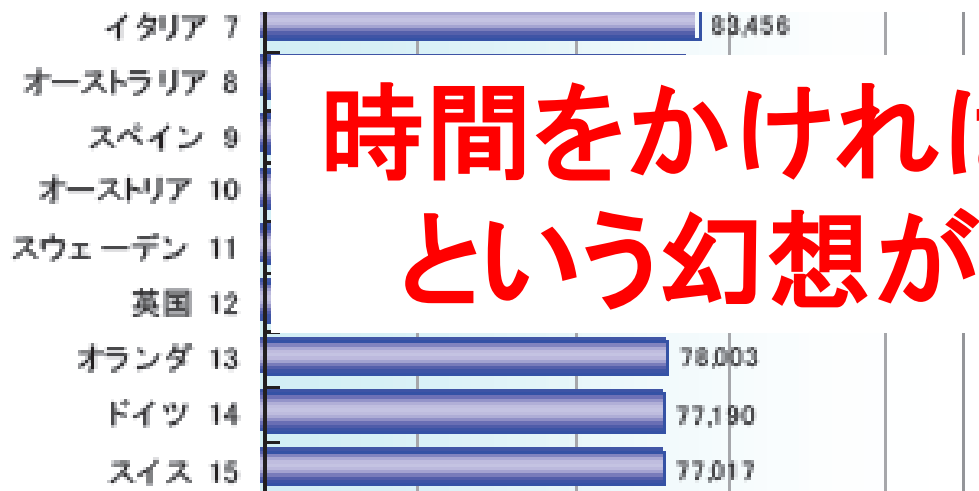 イタリア 7 83,456
オーストラリア 8
スペイン 9
オーストリア 10
スウェーデン 11
英国 12
オランダ 13 78,003
ドイツ 14 77,190
スイス 15 77,017
時間をかければ
という幻想が